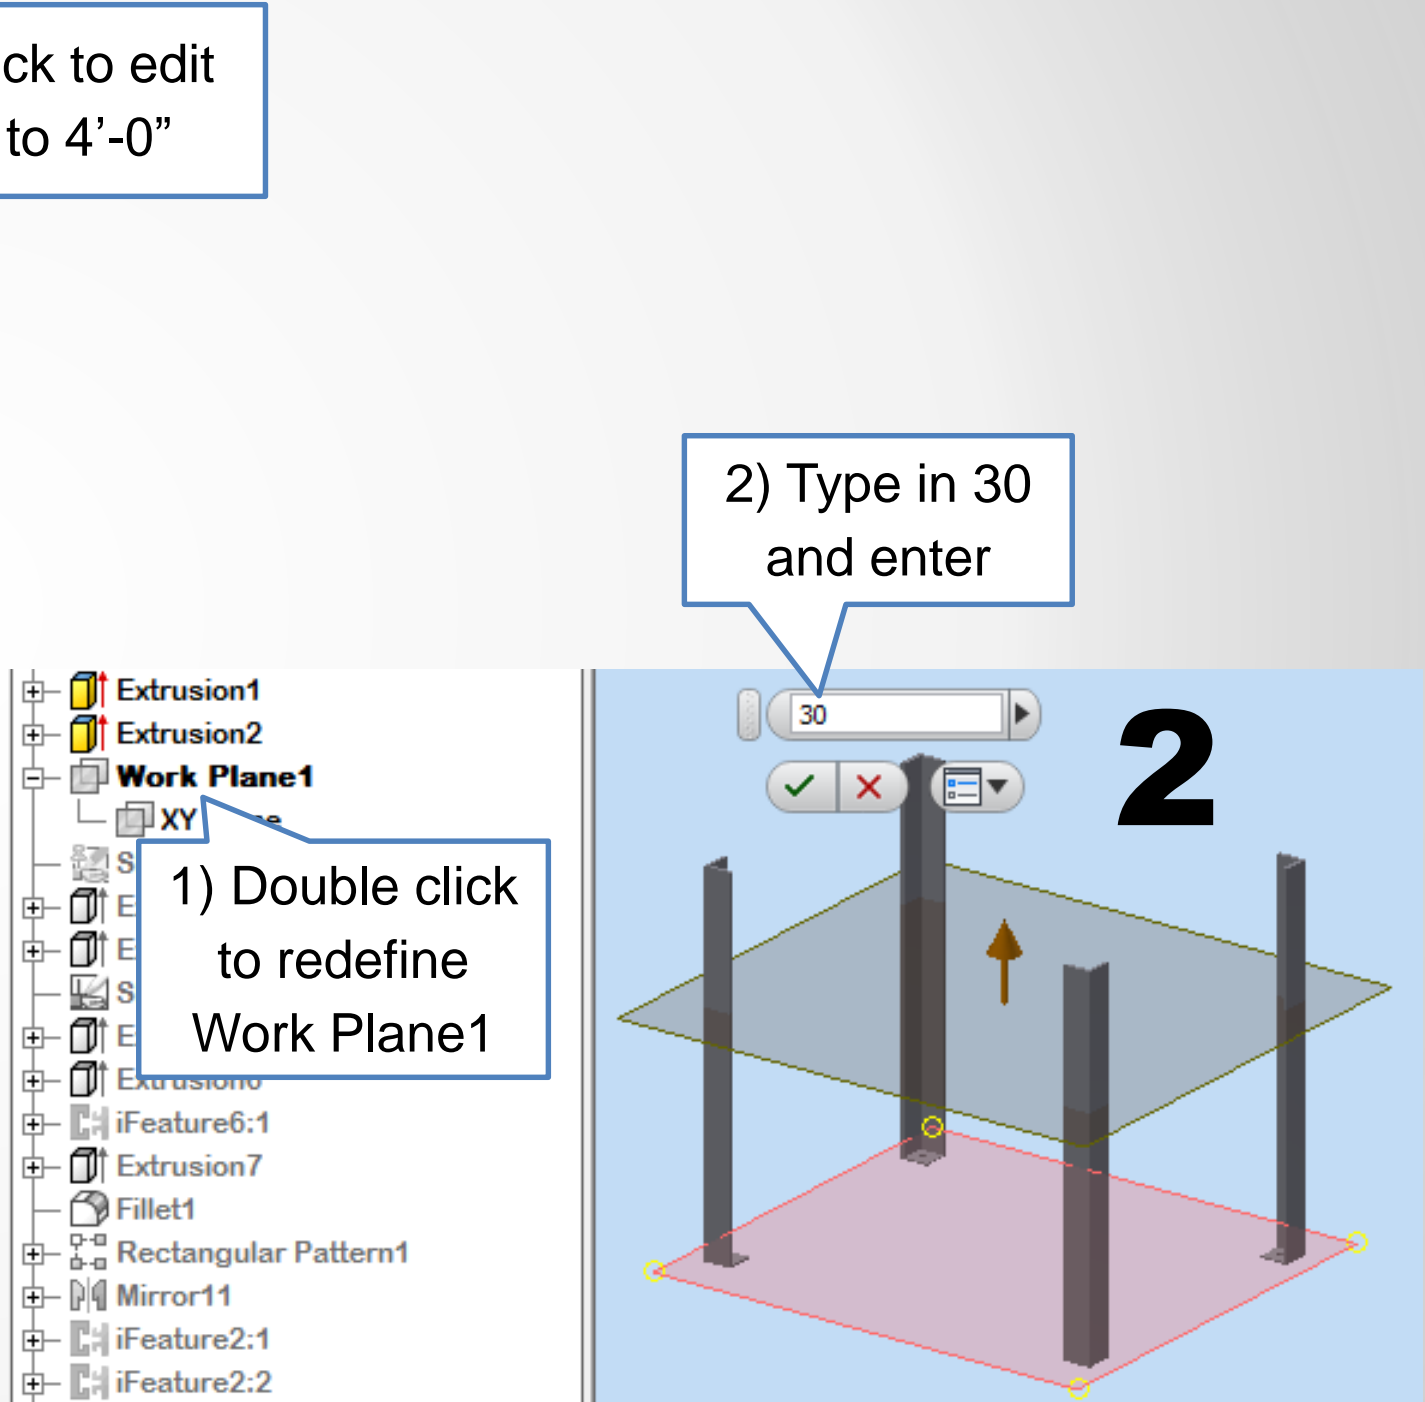 ck to edit
to 4’-0”
2) Type in 30
and enter
30
2
Extrusion1
Extrusion2
Work Plane1
XY
1) Double click
to redefine
Work Plane1
iFeature6:1
Extrusion7
Fillet1
Rectangular Pattern1
Mirror11
iFeature2:1
iFeature2:2